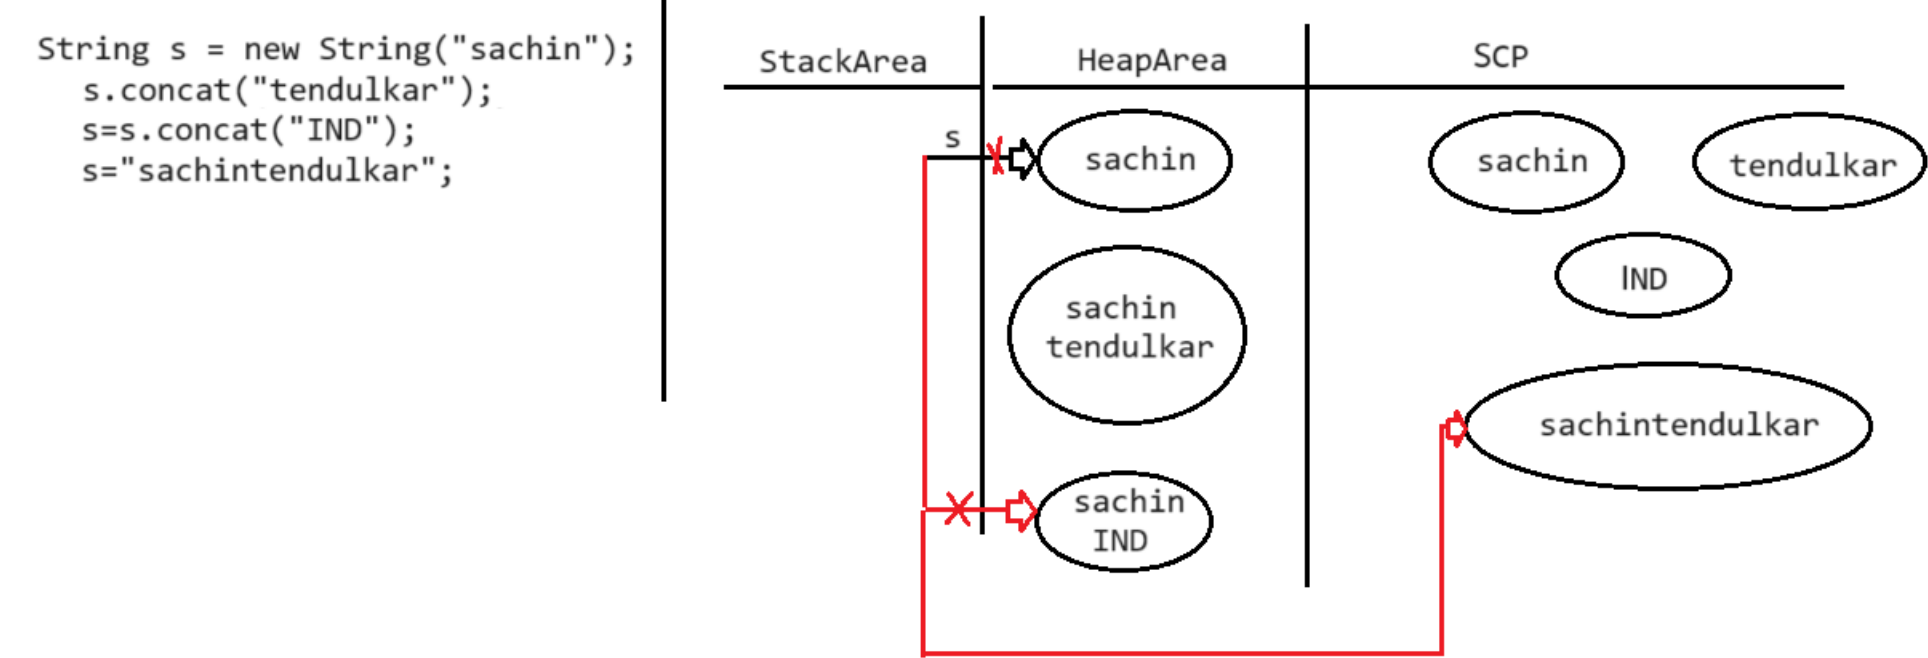 String s = new String("sachin");
s.concat("tendulkar");
s=s.concat("IND");
s="sachintendulkar";
StackArea
HeapArea
SCP
s
sachin
sachin
tendulkar
sachin
tendulkar
IND
sachin
IND
sachintendulkar